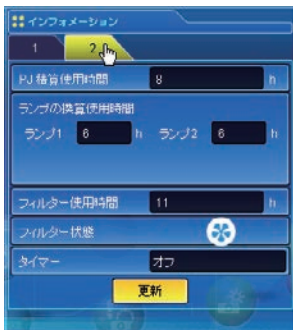 インフォメーション
1 2
PJ積算使用時間 8 h
ランプの換算使用時間
ランプ1 6 h ランプ2 6 h
フィルター使用時間 11 h
フィルター状態
タイマー オフ
更新